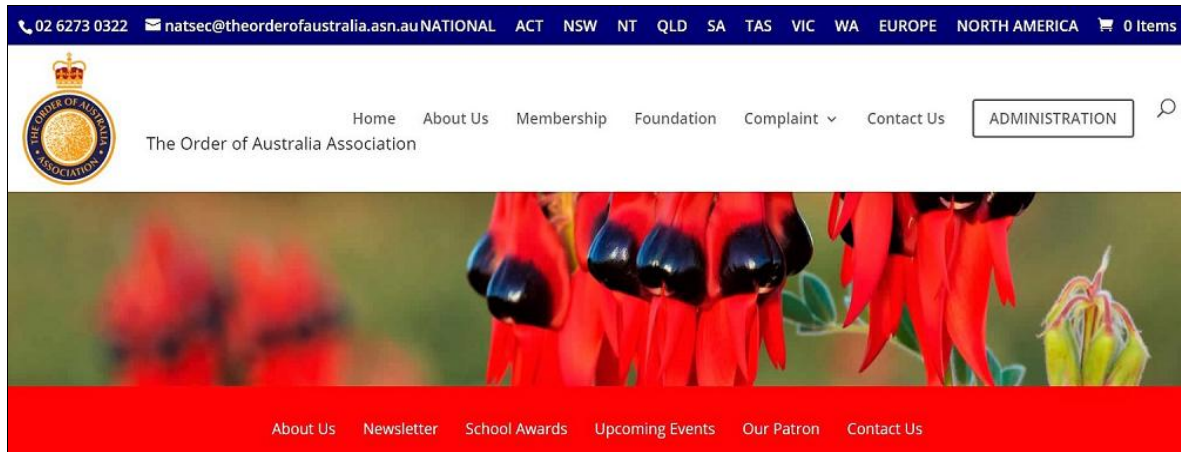 02 6273 0322 natsec@theorderofaustralia.asn.au NATIONAL ACT NSW NT QLD SA TAS VIC WA EUROPE NORTH AMERICA 0 Items
THE ORDER OF AUSTRALIA
• ASSOCIATION •
Home About Us Membership Foundation Complaint Contact Us ADMINISTRATION
The Order of Australia Association
About Us Newsletter School Awards Upcoming Events Our Patron Contact Us